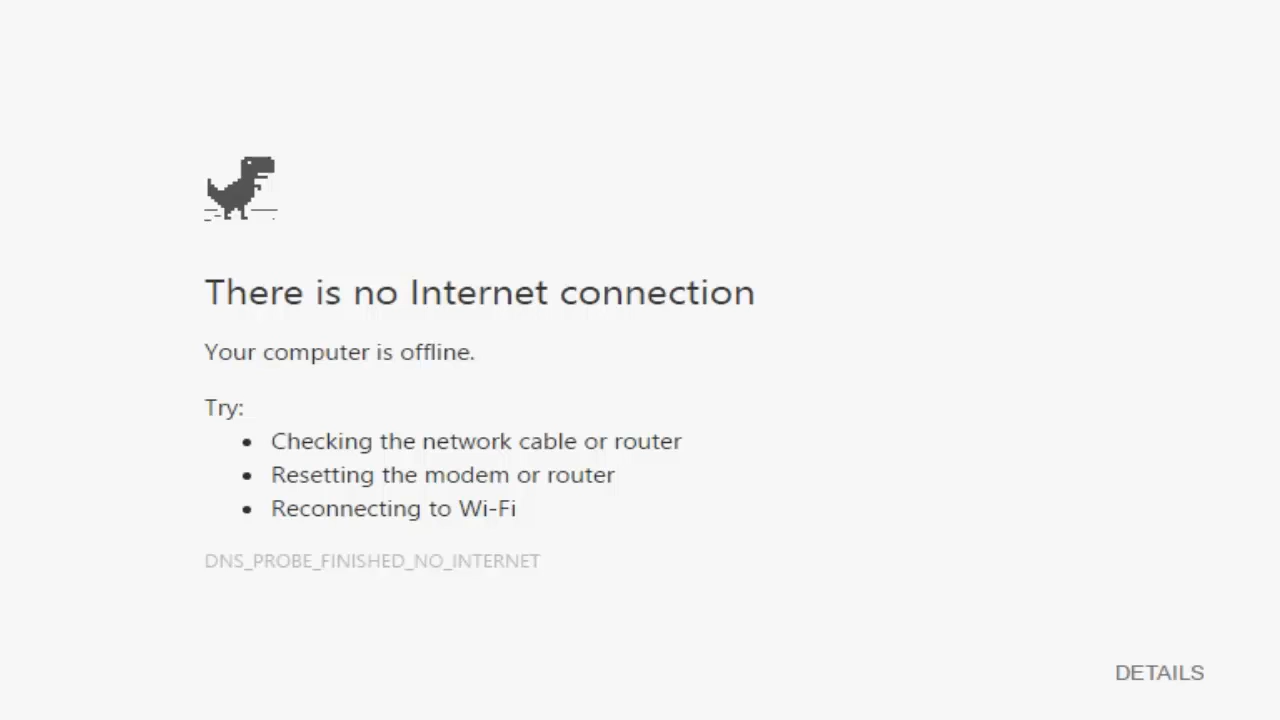 There is no Internet connection
Your computer is offline.
Try:
• Checking the network cable or router
• Resetting the modem or router
• Reconnecting to Wi-Fi
DNS_PROBE_FINISHED_NO_INTERNET
DETAILS